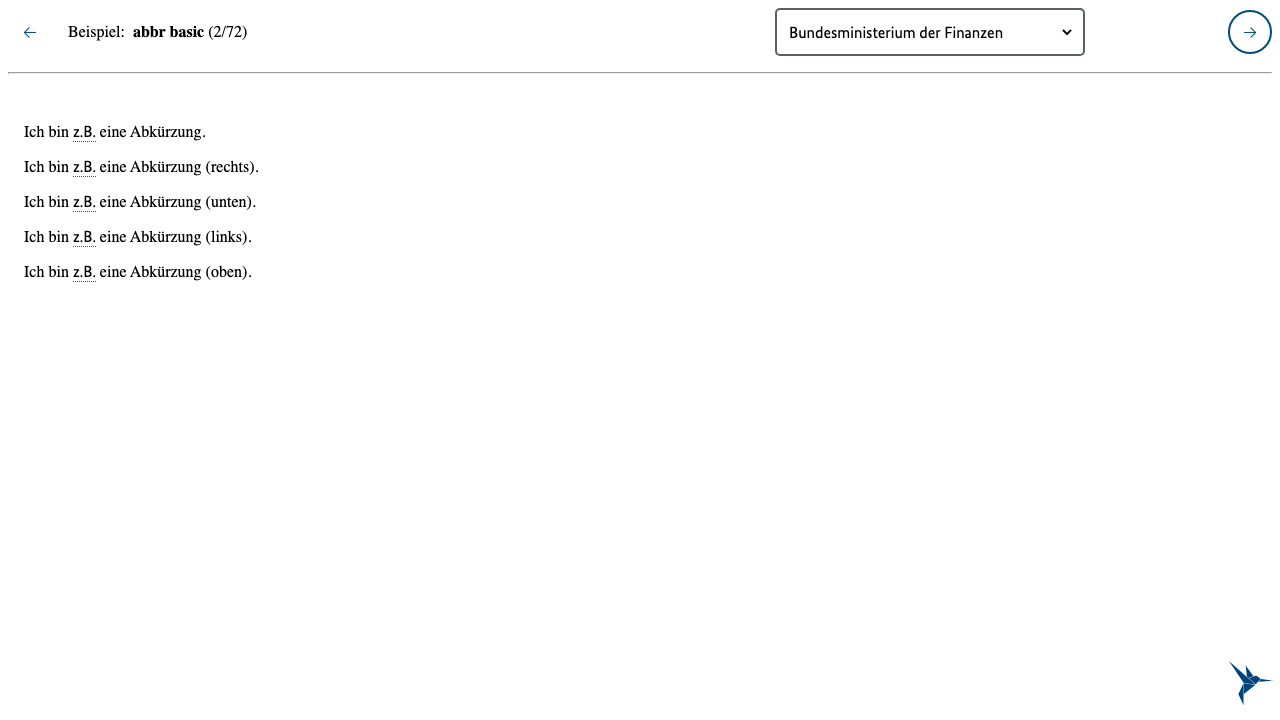 Beispiel: abbr basic (2/72)
Bundesministerium der Finanzen
Ich bin z.B. eine Abkürzung.
Ich bin z.B. eine Abkürzung (rechts).
Ich bin z.B. eine Abkürzung (unten).
Ich bin z.B. eine Abkürzung (links).
Ich bin z.B. eine Abkürzung (oben).